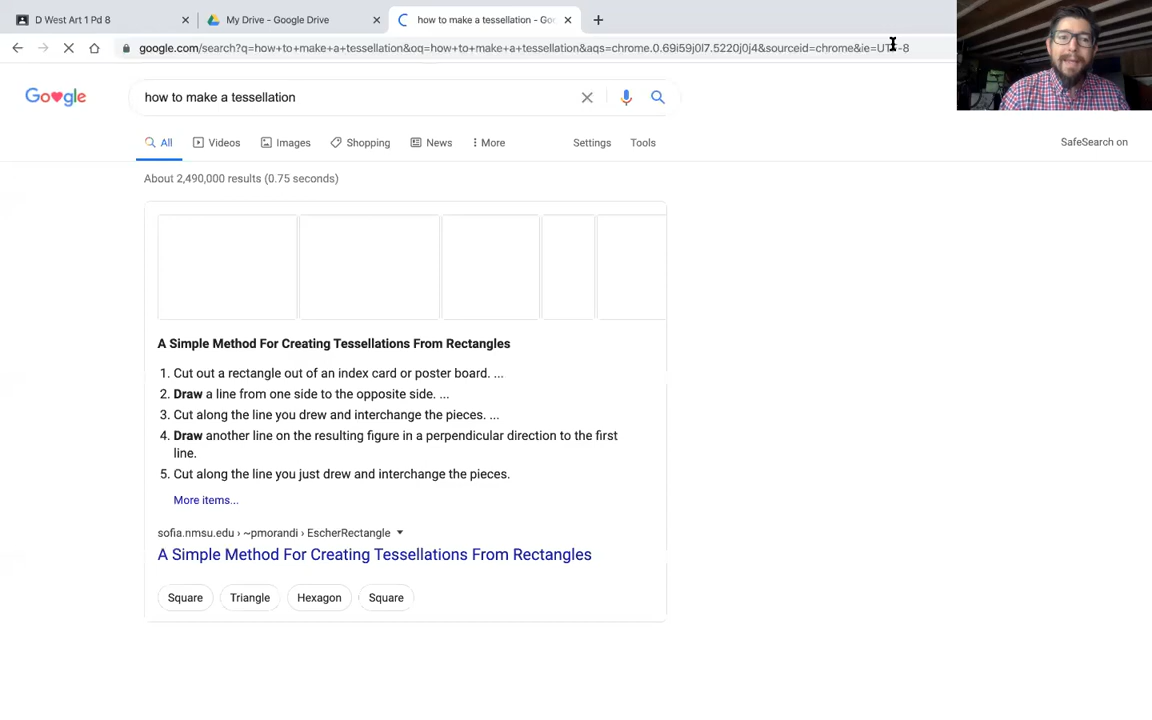 D West Art 1 Pd 8
My Drive - Google Drive
how to make a tessellation - Goo
google.com/search?q=how+to+make+a+tessellation&oq=how+to+make+a+tessellation&aqs=chrome.0.69i59j0l7.5220j0j4&sourceid=chrome&ie=UTF-8
Google
how to make a tessellation
All Videos Images Shopping News More Settings Tools SafeSearch on
About 2,490,000 results (0.75 seconds)
A Simple Method For Creating Tessellations From Rectangles
1. Cut out a rectangle out of an index card or poster board. ...
2. Draw a line from one side to the opposite side. ...
3. Cut along the line you drew and interchange the pieces. ...
4. Draw another line on the resulting figure in a perpendicular direction to the first
line.
5. Cut along the line you just drew and interchange the pieces.
More items...
sofia.nmsu.edu › ~pmorandi › EscherRectangle
A Simple Method For Creating Tessellations From Rectangles
Square Triangle Hexagon Square